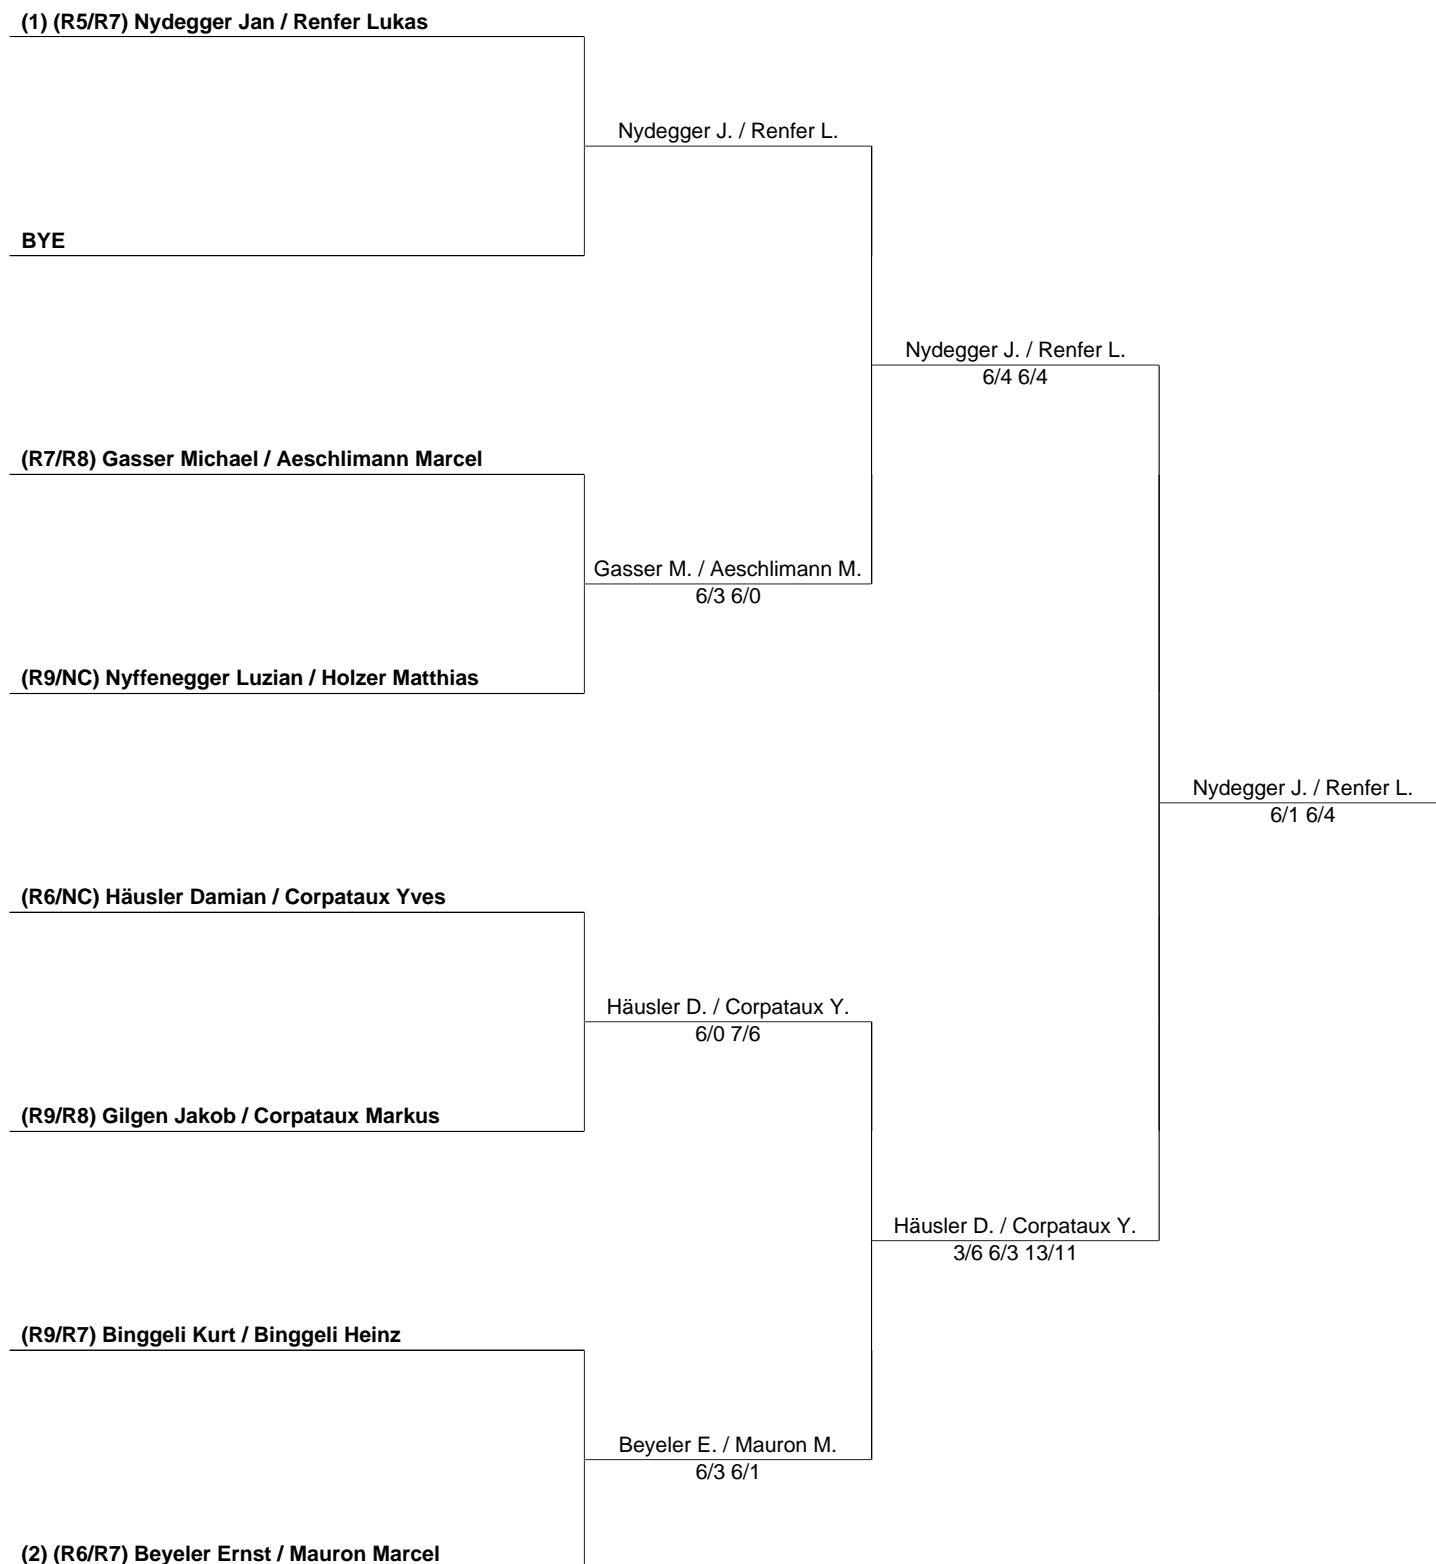 (1) (R5/R7) Nydegger Jan / Renfer Lukas
Nydegger J. / Renfer L.
BYE
Nydegger J. / Renfer L.
6/4 6/4
(R7/R8) Gasser Michael / Aeschlimann Marcel
Gasser M. / Aeschlimann M.
6/3 6/0
(R9/NC) Nyffenegger Luzian / Holzer Matthias
Nydegger J. / Renfer L.
6/1 6/4
(R6/NC) Häusler Damian / Corpataux Yves
Häusler D. / Corpataux Y.
6/0 7/6
(R9/R8) Gilgen Jakob / Corpataux Markus
Häusler D. / Corpataux Y.
3/6 6/3 13/11
(R9/R7) Binggeli Kurt / Binggeli Heinz
Beyeler E. / Mauron M.
6/3 6/1
(2) (R6/R7) Beyeler Ernst / Mauron Marcel